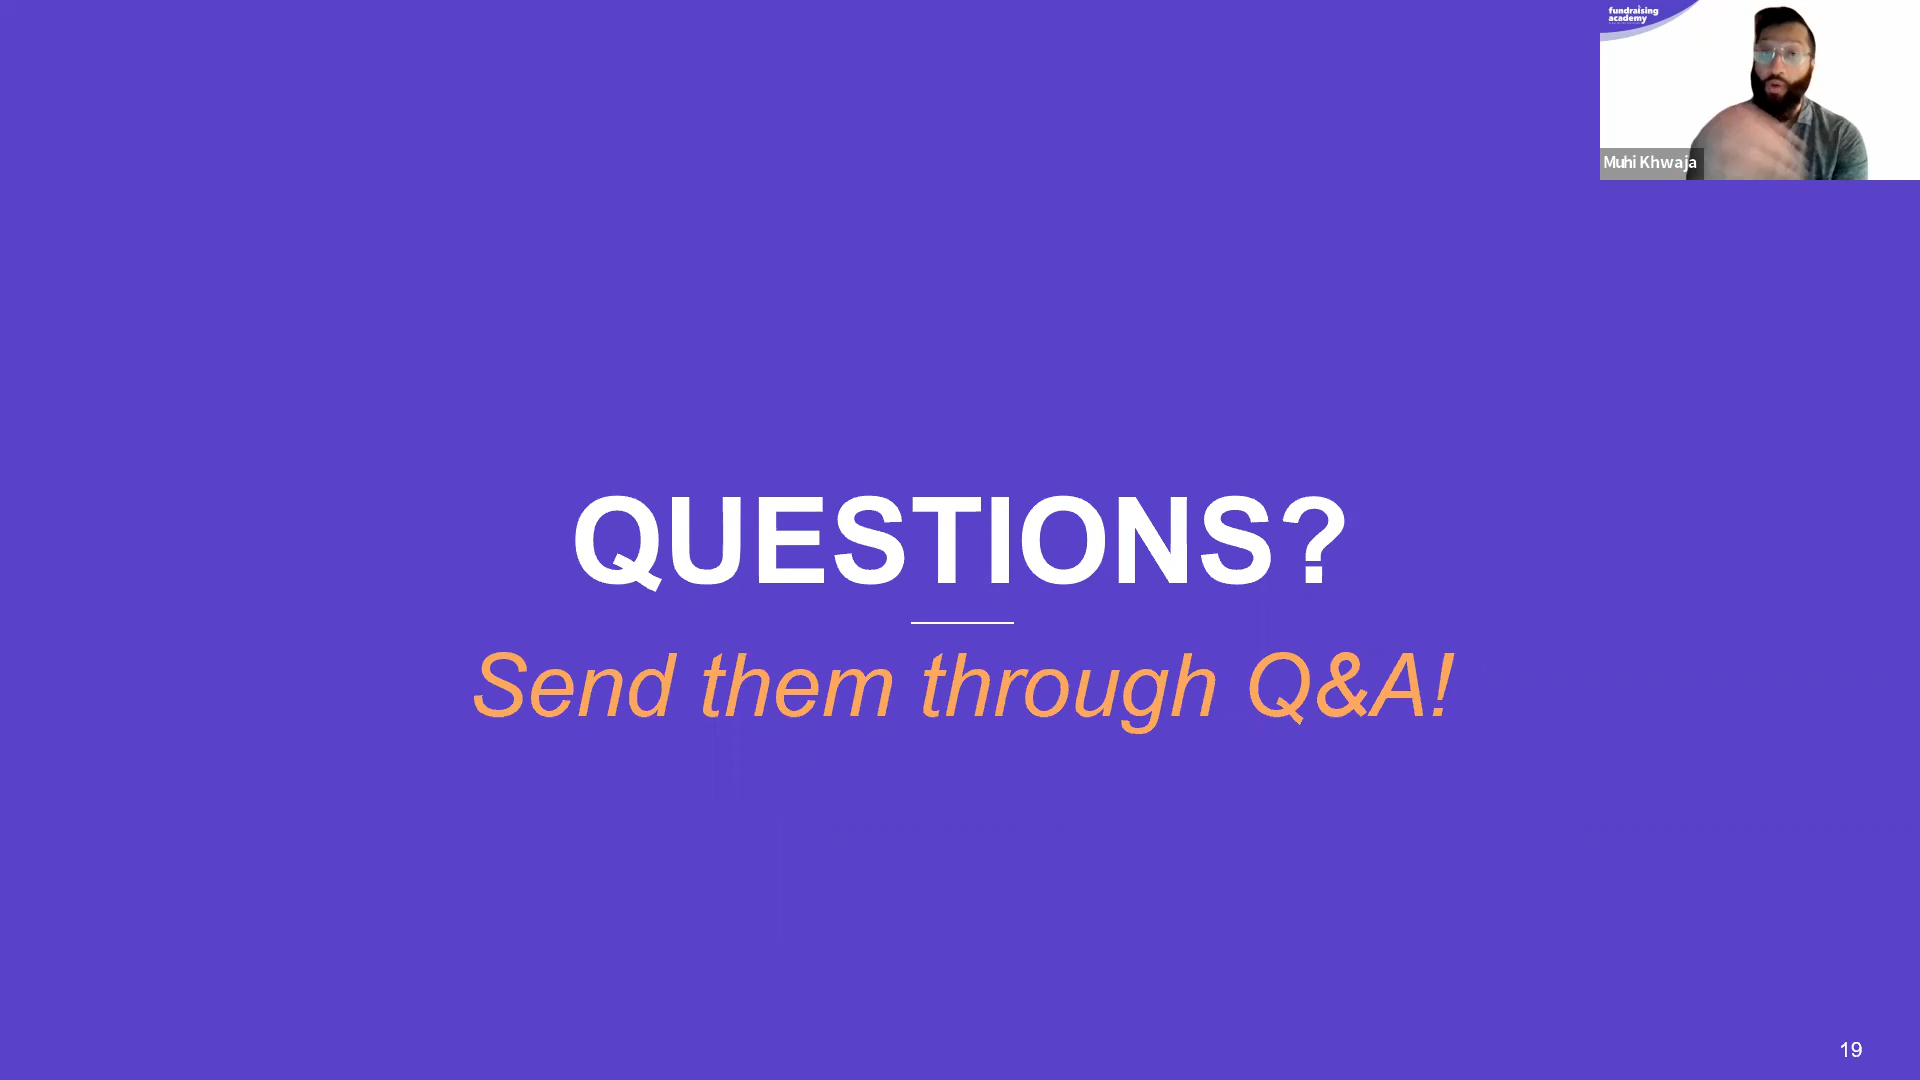 fundraising
academy
Muhi Khwaja
QUESTIONS?
Send them through Q&A!
19